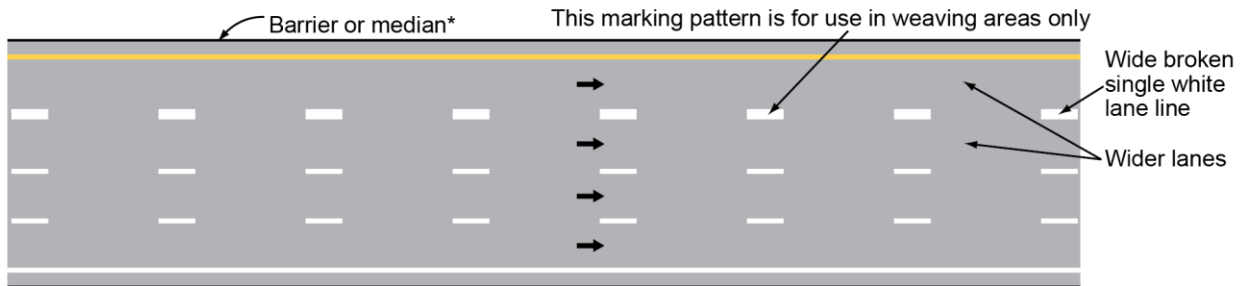 Barrier or median*
This marking pattern is for use in weaving areas only
Wide broken
single white
lane line
Wider lanes